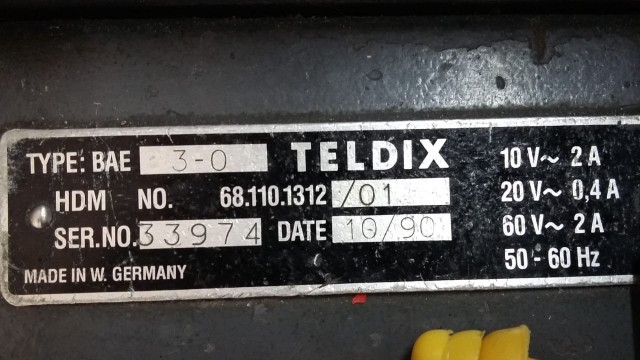 TYPE: BAE 3-0 TELDIX 10 V~ 2 A
HDM NO. 68.110.1312 /01 20 V~ 0,4 A
SER.NO. 33974 DATE 10/90 60 V~ 2 A
50 - 60 Hz
MADE IN W. GERMANY